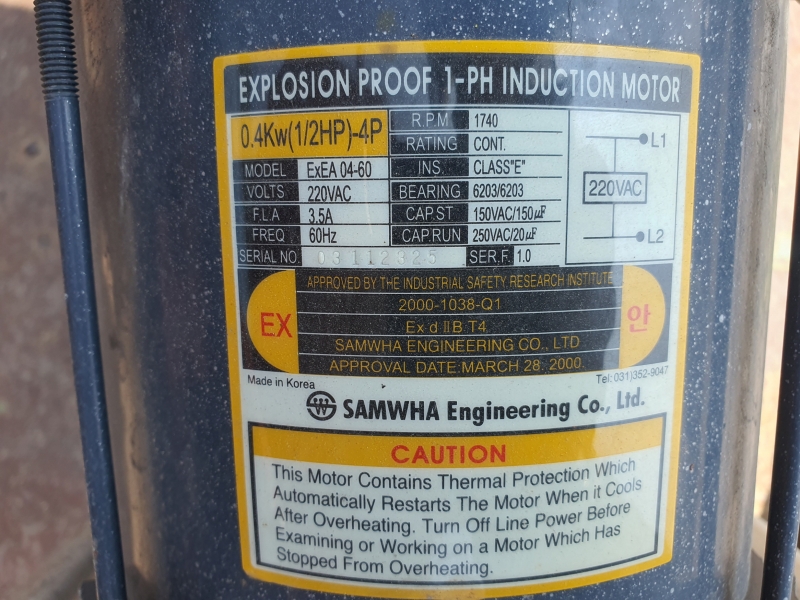 EXPLOSION PROOF 1-PH INDUCTION MOTOR
0.4Kw(1/2HP)-4P
R.P.M 1740
RATING CONT.
MODEL ExEA 04-60 INS. CLASS"E"
VOLTS 220VAC BEARING 6203/6203
F.L.A 3.5A CAP.ST 150VAC/150㎌
FREQ 60Hz CAP.RUN 250VAC/20㎌
SERIAL NO. 03112325 SER.F. 1.0
L1
220VAC
L2
APPROVED BY THE INDUSTRIAL SAFETY RESEARCH INSTITUTE
2000-1038-Q1
EX
Ex d ⅡB T4
안
SAMWHA ENGINEERING CO., LTD
APPROVAL DATE:MARCH 28: 2000.
Made in Korea Tel:031)352-9047
SAMWHA Engineering Co., Ltd.
CAUTION
This Motor Contains Thermal Protection Which
Automatically Restarts The Motor When it Cools
After Overheating. Turn Off Line Power Before
Examining or Working on a Motor Which Has
Stopped From Overheating.